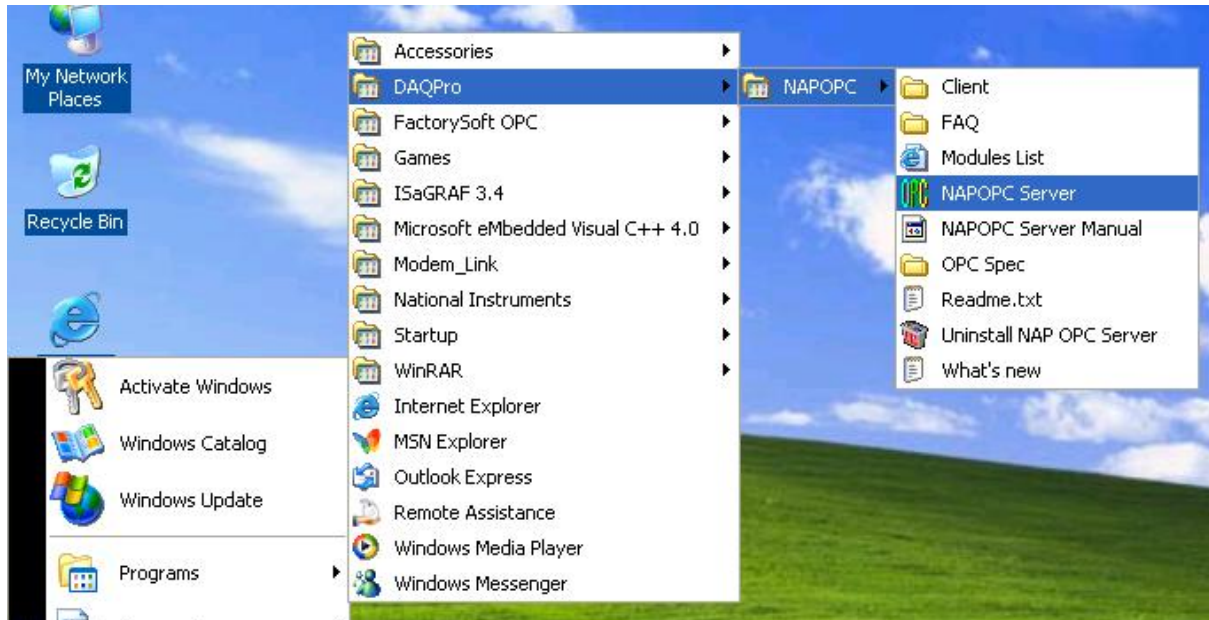 My Network
Places
Recycle Bin
Activate Windows
Windows Catalog
Windows Update
Programs
Accessories
DAQPro
FactorySoft OPC
Games
ISaGRAF 3.4
Microsoft eMbedded Visual C++ 4.0
Modem_Link
National Instruments
Startup
WinRAR
Internet Explorer
MSN Explorer
Outlook Express
Remote Assistance
Windows Media Player
Windows Messenger
NAPOPC
Client
FAQ
Modules List
OPC NAPOPC Server
NAPOPC Server Manual
OPC Spec
Readme.txt
Uninstall NAP OPC Server
What's new